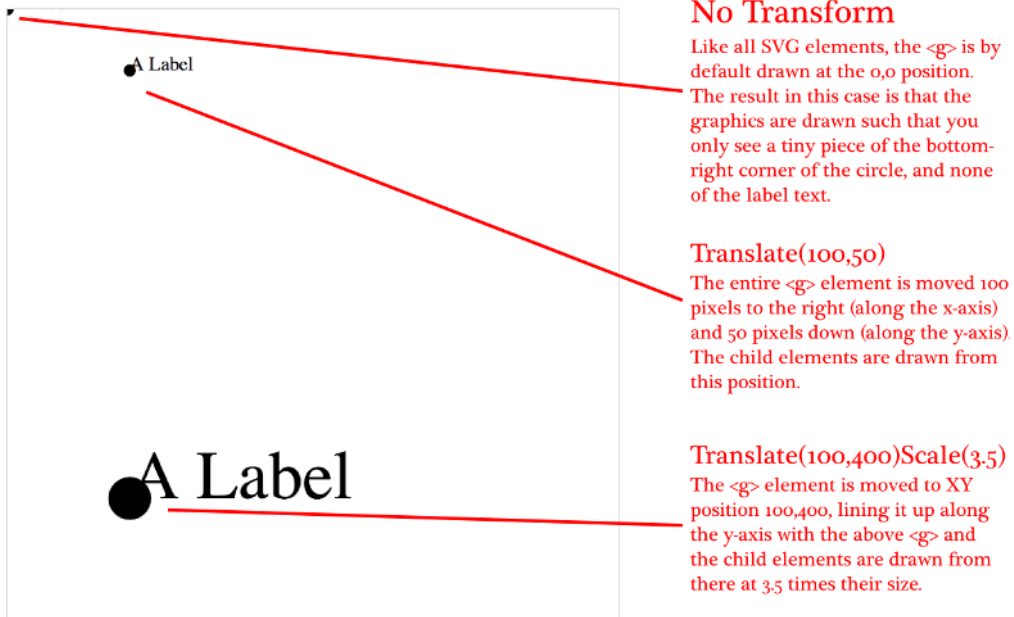 No Transform
Like all SVG elements, the <g> is by
default drawn at the 0,0 position.
The result in this case is that the
graphics are drawn such that you
only see a tiny piece of the bottom-
right corner of the circle, and none
of the label text.
A Label
Translate(100,50)
The entire <g> element is moved 100
pixels to the right (along the x-axis)
and 50 pixels down (along the y-axis).
The child elements are drawn from
this position.
A Label
Translate(100,400)Scale(3.5)
The <g> element is moved to XY
position 100,400, lining it up along
the y-axis with the above <g> and
the child elements are drawn from
there at 3.5 times their size.